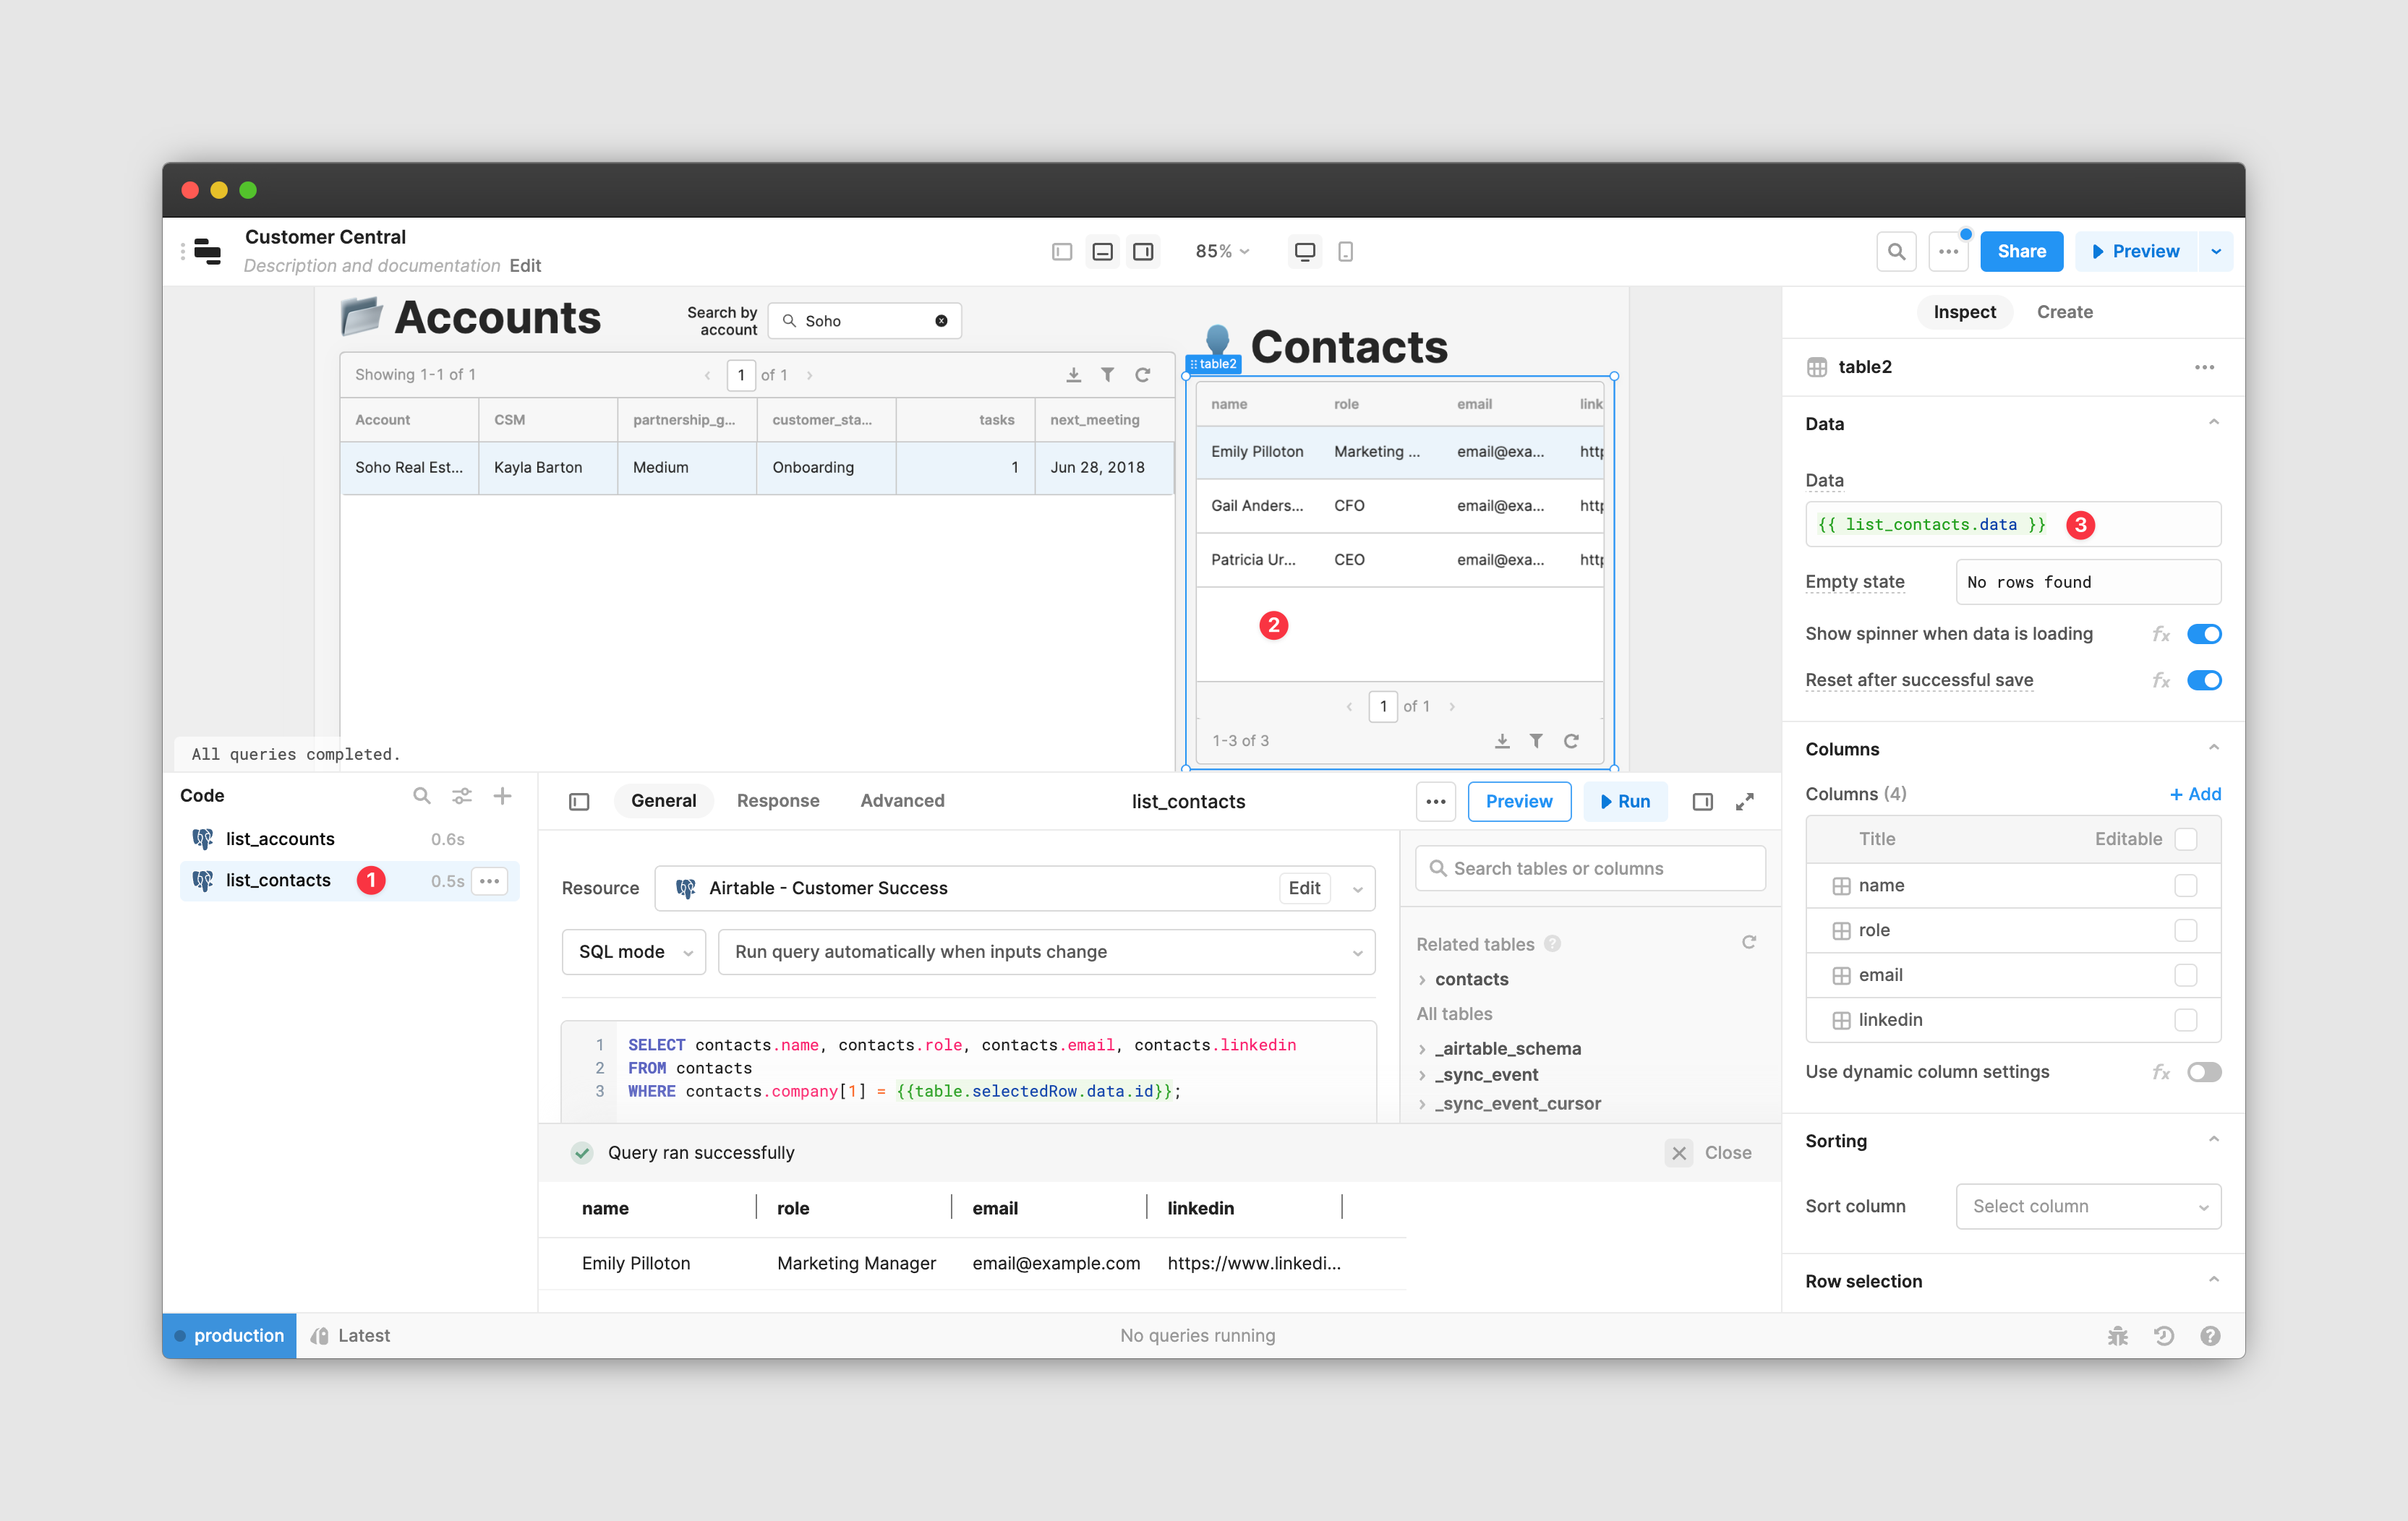 Customer Central
Description and documentation Edit
85%
Share
Preview
Accounts
Search by
account
Soho
Showing 1-1 of 1
1 of 1
Account CSM partnership_g... customer_sta... tasks next_meeting
Soho Real Est... Kayla Barton Medium Onboarding 1 Jun 28, 2018
Contacts
table2
name role email link
Emily Pilloton Marketing ... email@exa... http
Gail Anders... CFO email@exa... http
Patricia Ur... CEO email@exa... http
2
1 of 1
1-3 of 3
All queries completed.
Inspect Create
table2
Data
Data
{{ list_contacts.data }} 3
Empty state No rows found
Show spinner when data is loading fx
Reset after successful save fx
Columns
Columns (4) + Add
Title Editable
name
role
email
linkedin
Use dynamic column settings fx
Sorting
Sort column Select column
Row selection
Code
list_accounts 0.6s
list_contacts 1 0.5s
General Response Advanced list_contacts Preview Run
Resource Airtable - Customer Success Edit
SQL mode Run query automatically when inputs change
1 SELECT contacts.name, contacts.role, contacts.email, contacts.linkedin
2 FROM contacts
3 WHERE contacts.company[1] = {{table.selectedRow.data.id}};
Search tables or columns
Related tables ?
contacts
All tables
_airtable_schema
_sync_event
_sync_event_cursor
Query ran successfully Close
name role email linkedin
Emily Pilloton Marketing Manager email@example.com https://www.linkedi...
production Latest No queries running ?